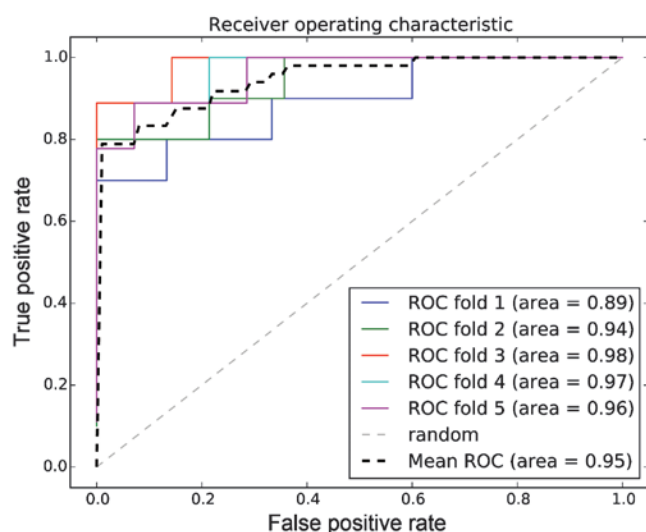 Receiver operating characteristic
1.0
0.8
0.6
0.4
0.2
0.0
True positive rate
ROC fold 1 (area = 0.89)
ROC fold 2 (area = 0.94)
ROC fold 3 (area = 0.98)
ROC fold 4 (area = 0.97)
ROC fold 5 (area = 0.96)
random
Mean ROC (area = 0.95)
0.0 0.2 0.4 0.6 0.8 1.0
False positive rate